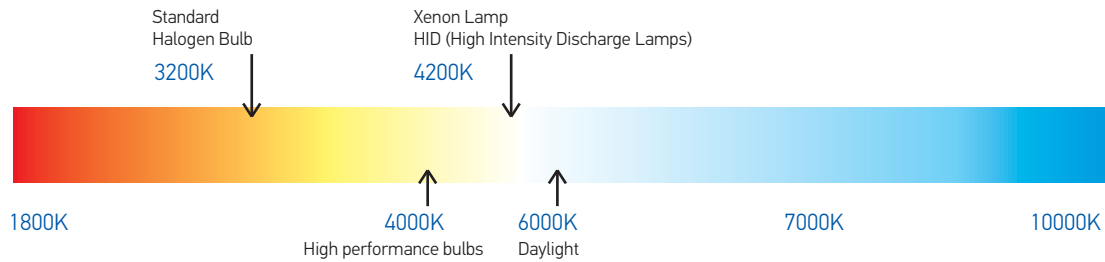 Standard
Halogen Bulb
3200K
Xenon Lamp
HID (High Intensity Discharge Lamps)
4200K
1800K
4000K
6000K
7000K
10000K
High performance bulbs
Daylight